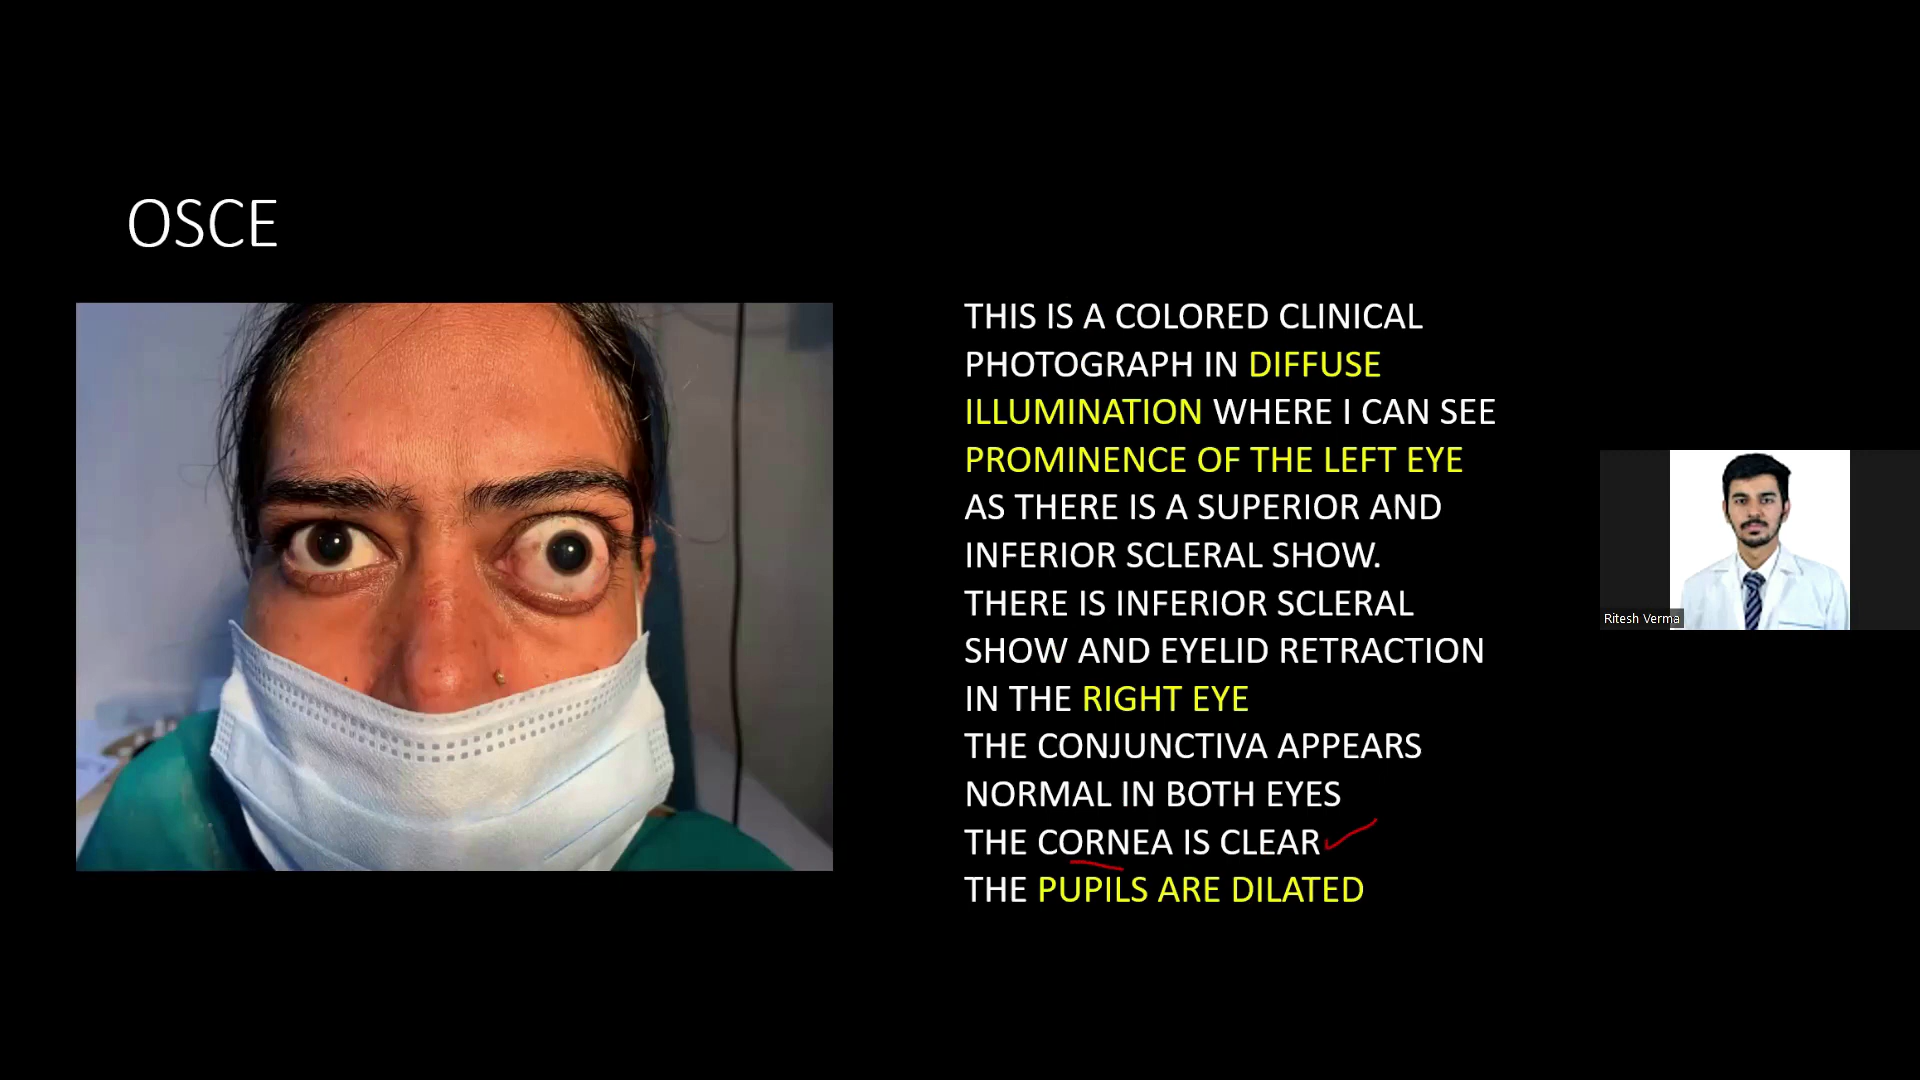 OSCE
THIS IS A COLORED CLINICAL
PHOTOGRAPH IN DIFFUSE
ILLUMINATION WHERE I CAN SEE
PROMINENCE OF THE LEFT EYE
AS THERE IS A SUPERIOR AND
INFERIOR SCLERAL SHOW.
THERE IS INFERIOR SCLERAL
SHOW AND EYELID RETRACTION
IN THE RIGHT EYE
THE CONJUNCTIVA APPEARS
NORMAL IN BOTH EYES
THE CORNEA IS CLEAR
THE PUPILS ARE DILATED
Ritesh Verma